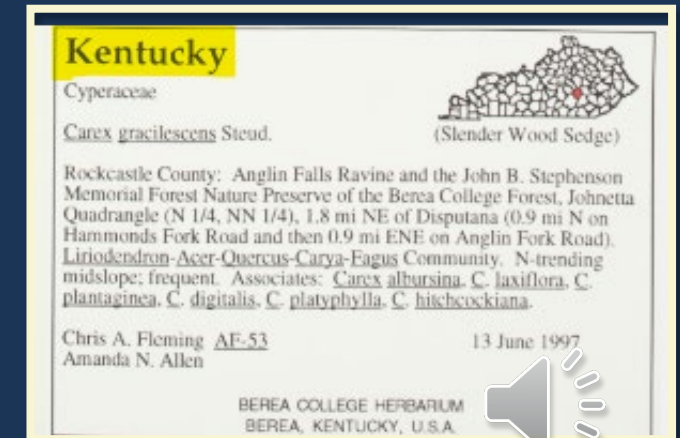 Kentucky
Cyperaceae
Carex gracilescens Steud.
(Slender Wood Sedge)
Rockcastle County: Anglin Falls Ravine and the John B. Stephenson
Memorial Forest Nature Preserve of the Berea College Forest, Johnetta
Quadrangle (N 1/4, NN 1/4), 1.8 mi NE of Disputana (0.9 mi N on
Hammonds Fork Road and then 0.9 mi ENE on Anglin Fork Road).
Liriodendron-Acer-Quercus-Carya-Fagus Community. N-trending
midslope; frequent. Associates: Carex albursina, C. laxiflora, C.
plantaginea, C. digitalis, C. platyphylla, C. hitchcockiana.
Chris A. Fleming AF-53
13 June 1997
Amanda N. Allen
BEREA COLLEGE HERBARIUM
BEREA, KENTUCKY, U.S.A.